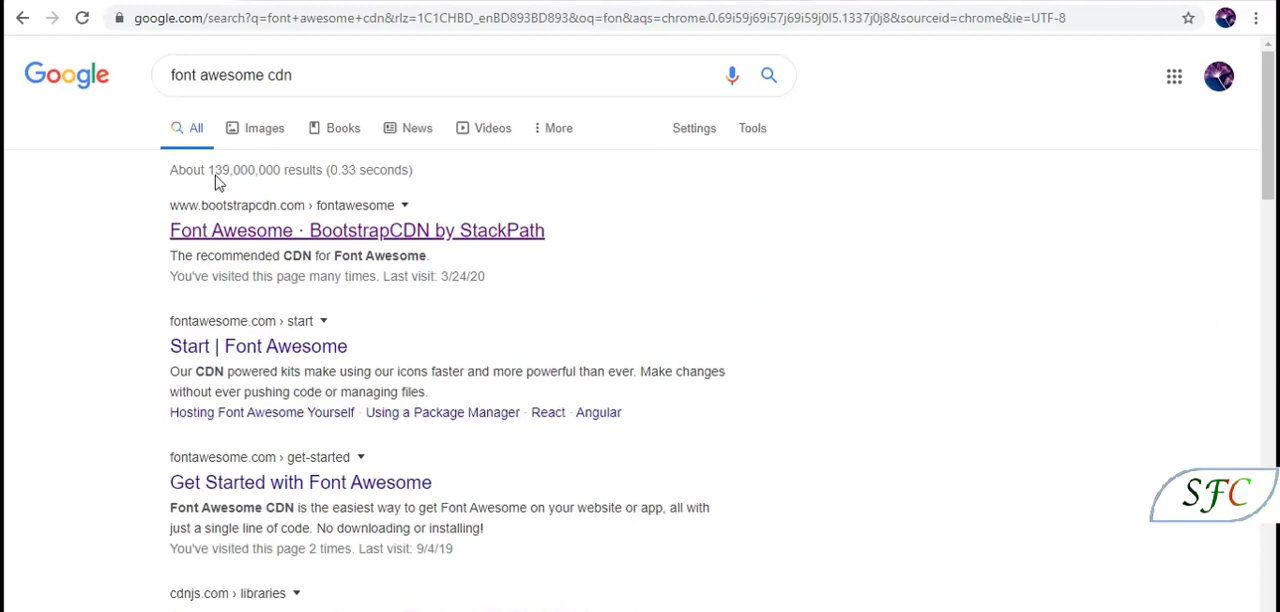 google.com/search?q=font+awesome+cdn&rlz=1C1CHBD_enBD893BD893&oq=fon&aqs=chrome.0.69i59j69i57j69i59j0l5.1337j0j8&sourceid=chrome&ie=UTF-8
Google
font awesome cdn
All Images Books News Videos More Settings Tools
About 139,000,000 results (0.33 seconds)
www.bootstrapcdn.com › fontawesome
Font Awesome · BootstrapCDN by StackPath
The recommended CDN for Font Awesome.
You've visited this page many times. Last visit: 3/24/20
fontawesome.com › start
Start | Font Awesome
Our CDN powered kits make using our icons faster and more powerful than ever. Make changes
without ever pushing code or managing files.
Hosting Font Awesome Yourself · Using a Package Manager · React · Angular
fontawesome.com › get-started
Get Started with Font Awesome
Font Awesome CDN is the easiest way to get Font Awesome on your website or app, all with
just a single line of code. No downloading or installing!
You've visited this page 2 times. Last visit: 9/4/19
SFC
cdnjs.com › libraries